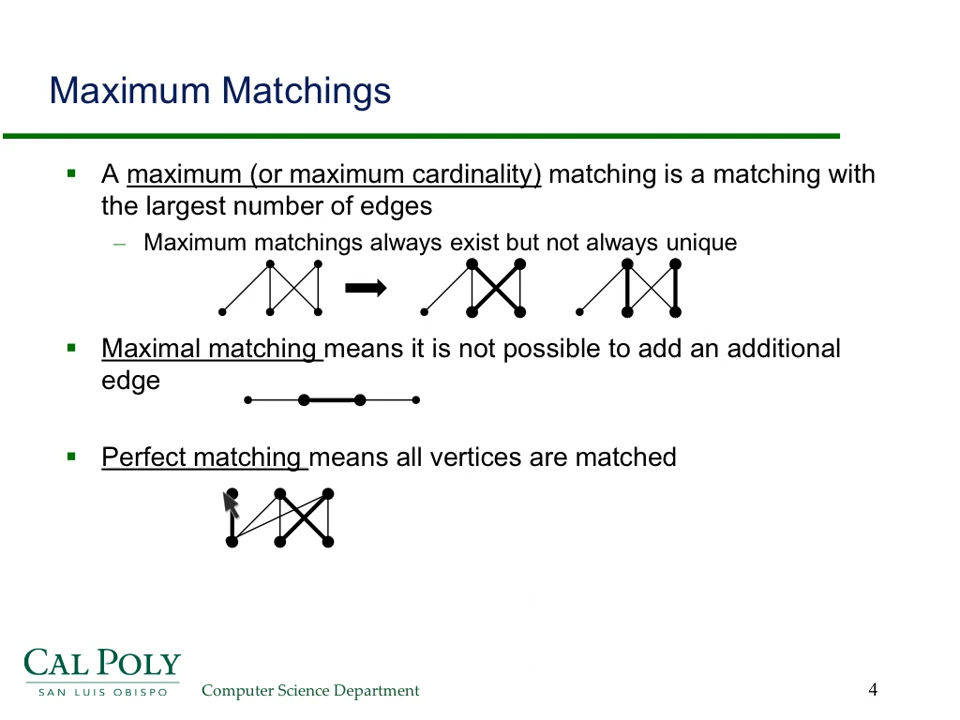 Maximum Matchings
A maximum (or maximum cardinality) matching is a matching with
the largest number of edges
– Maximum matchings always exist but not always unique
Maximal matching means it is not possible to add an additional
edge
Perfect matching means all vertices are matched
CAL POLY
SAN LUIS OBISPO
Computer Science Department
4